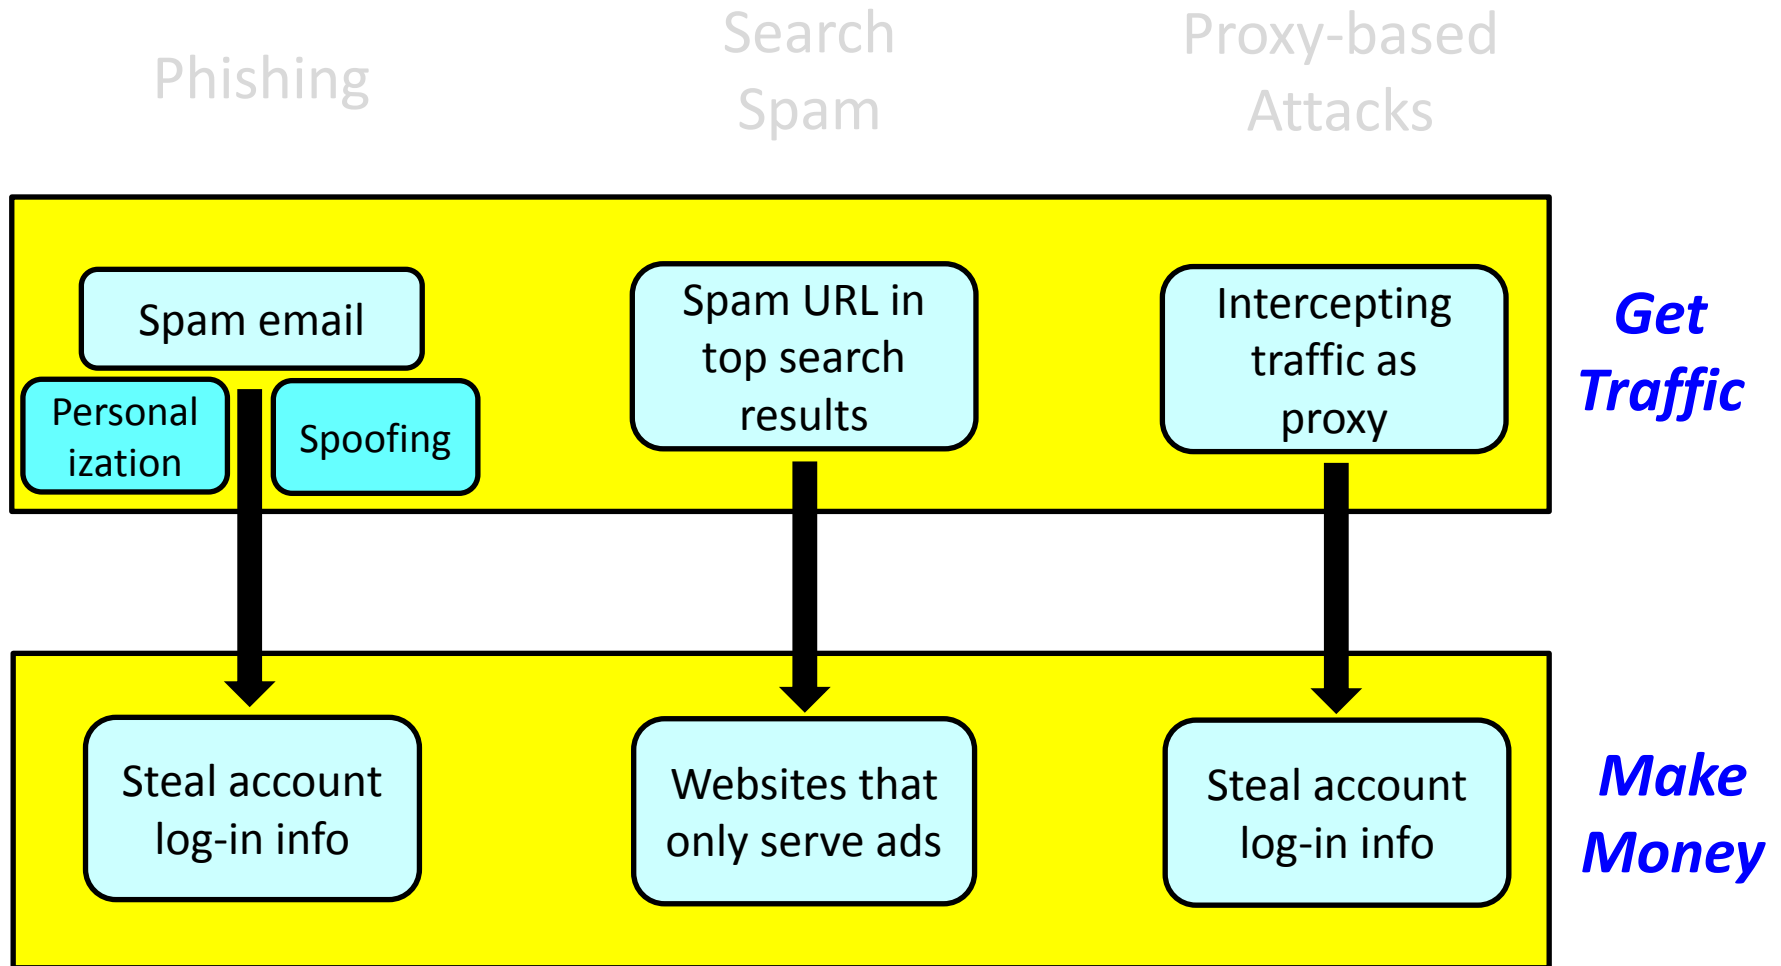 Phishing
Search
Spam
Proxy-based
Attacks
Spam email
Personal
ization
Spoofing
Spam URL in
top search
results
Intercepting
traffic as
proxy
Get
Traffic
Steal account
log-in info
Websites that
only serve ads
Steal account
log-in info
Make
Money